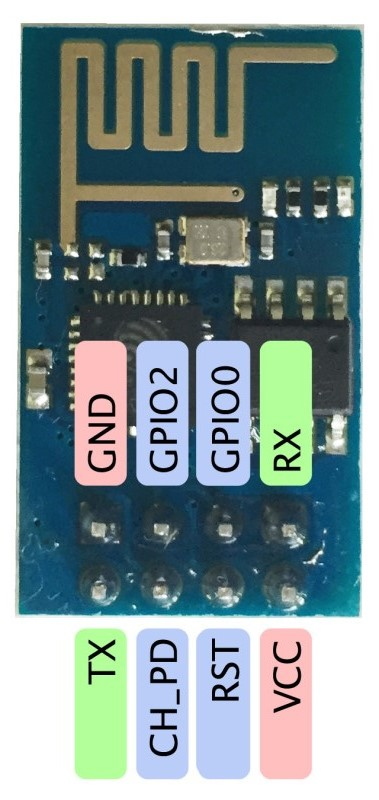 GND
GPIO2
GPIO0
RX
TX
CH_PD
RST
VCC